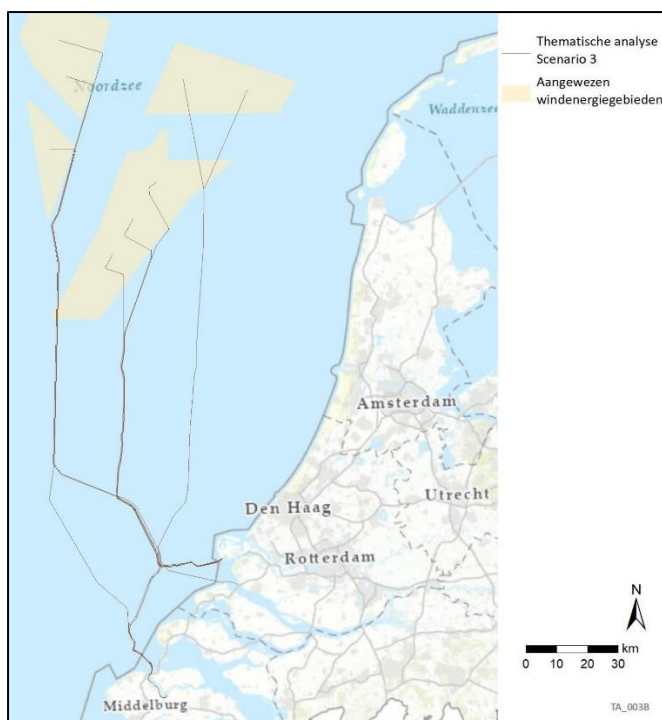 Thematische analyse
Scenario 3
Aangewezen
windenergiegebieden
Noordzee
Waddenzee
Amsterdam
Den Haag
Utrecht
Rotterdam
Middelburg
N
km
0 10 20 30
TA_003B